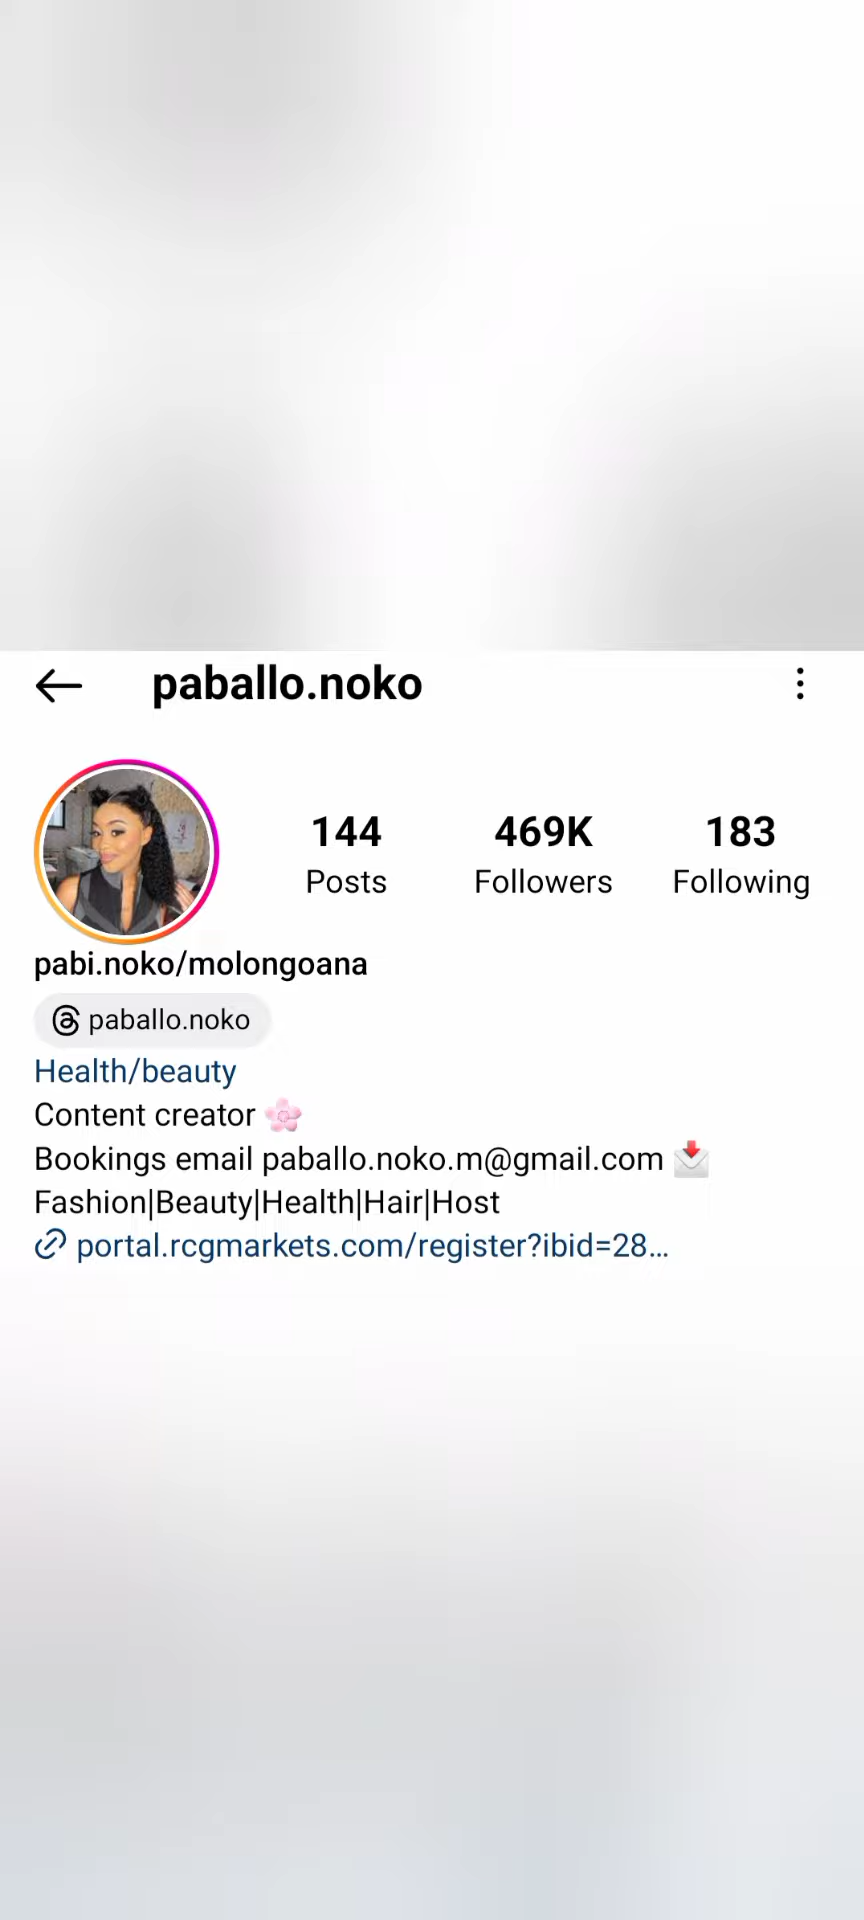 paballo.noko
144 469K 183
Posts Followers Following
pabi.noko/molongoana
paballo.noko
Health/beauty
Content creator 🌸
Bookings email paballo.noko.m@gmail.com 📩
Fashion|Beauty|Health|Hair|Host
portal.rcgmarkets.com/register?ibid=28...